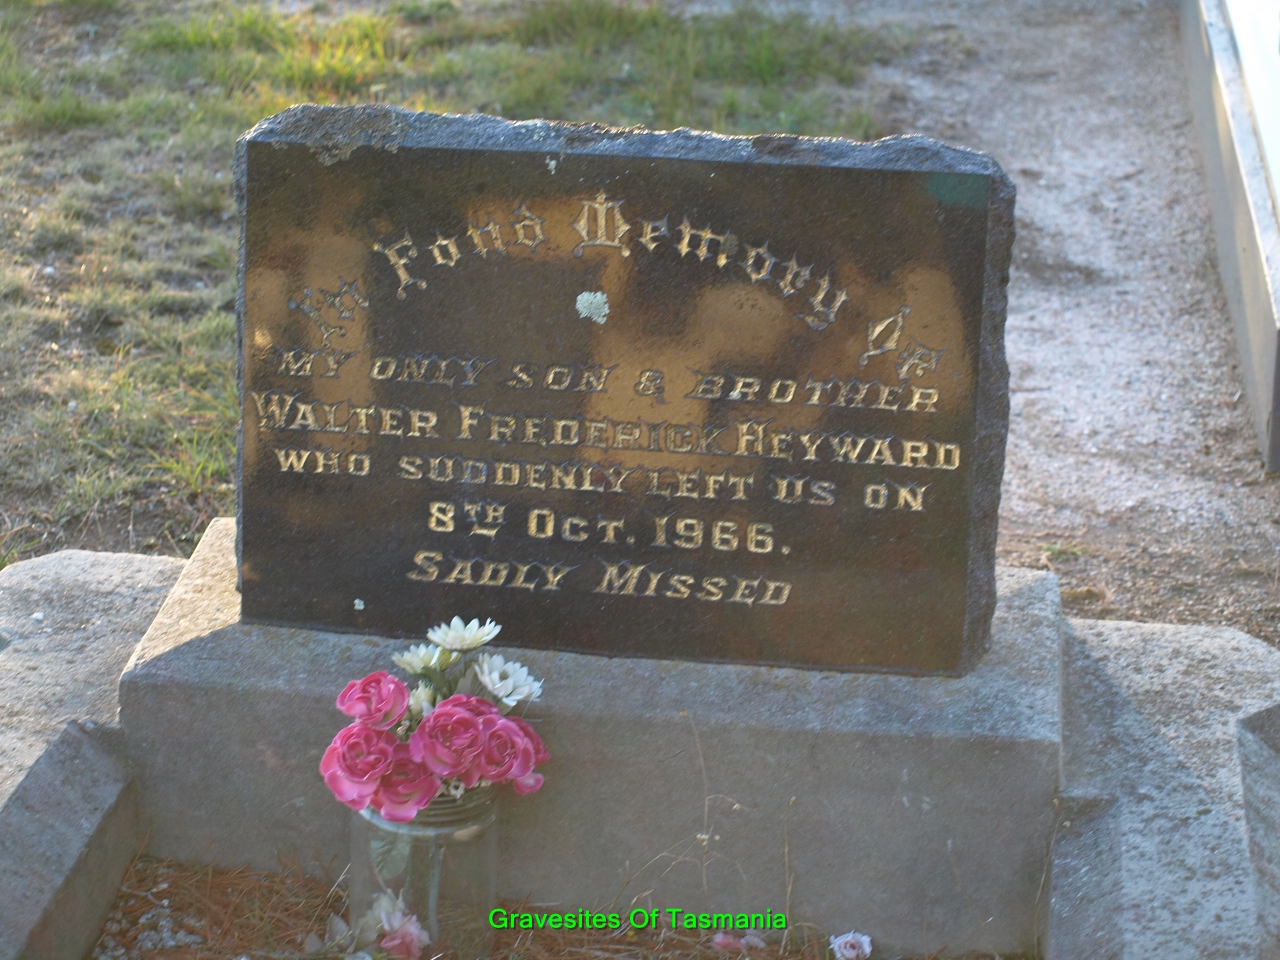 In Fond Memory Of
MY ONLY SON & BROTHER
WALTER FREDERICK HEYWARD
WHO SUDDENLY LEFT US ON
8TH OCT. 1966.
SADLY MISSED
Gravesites Of Tasmania